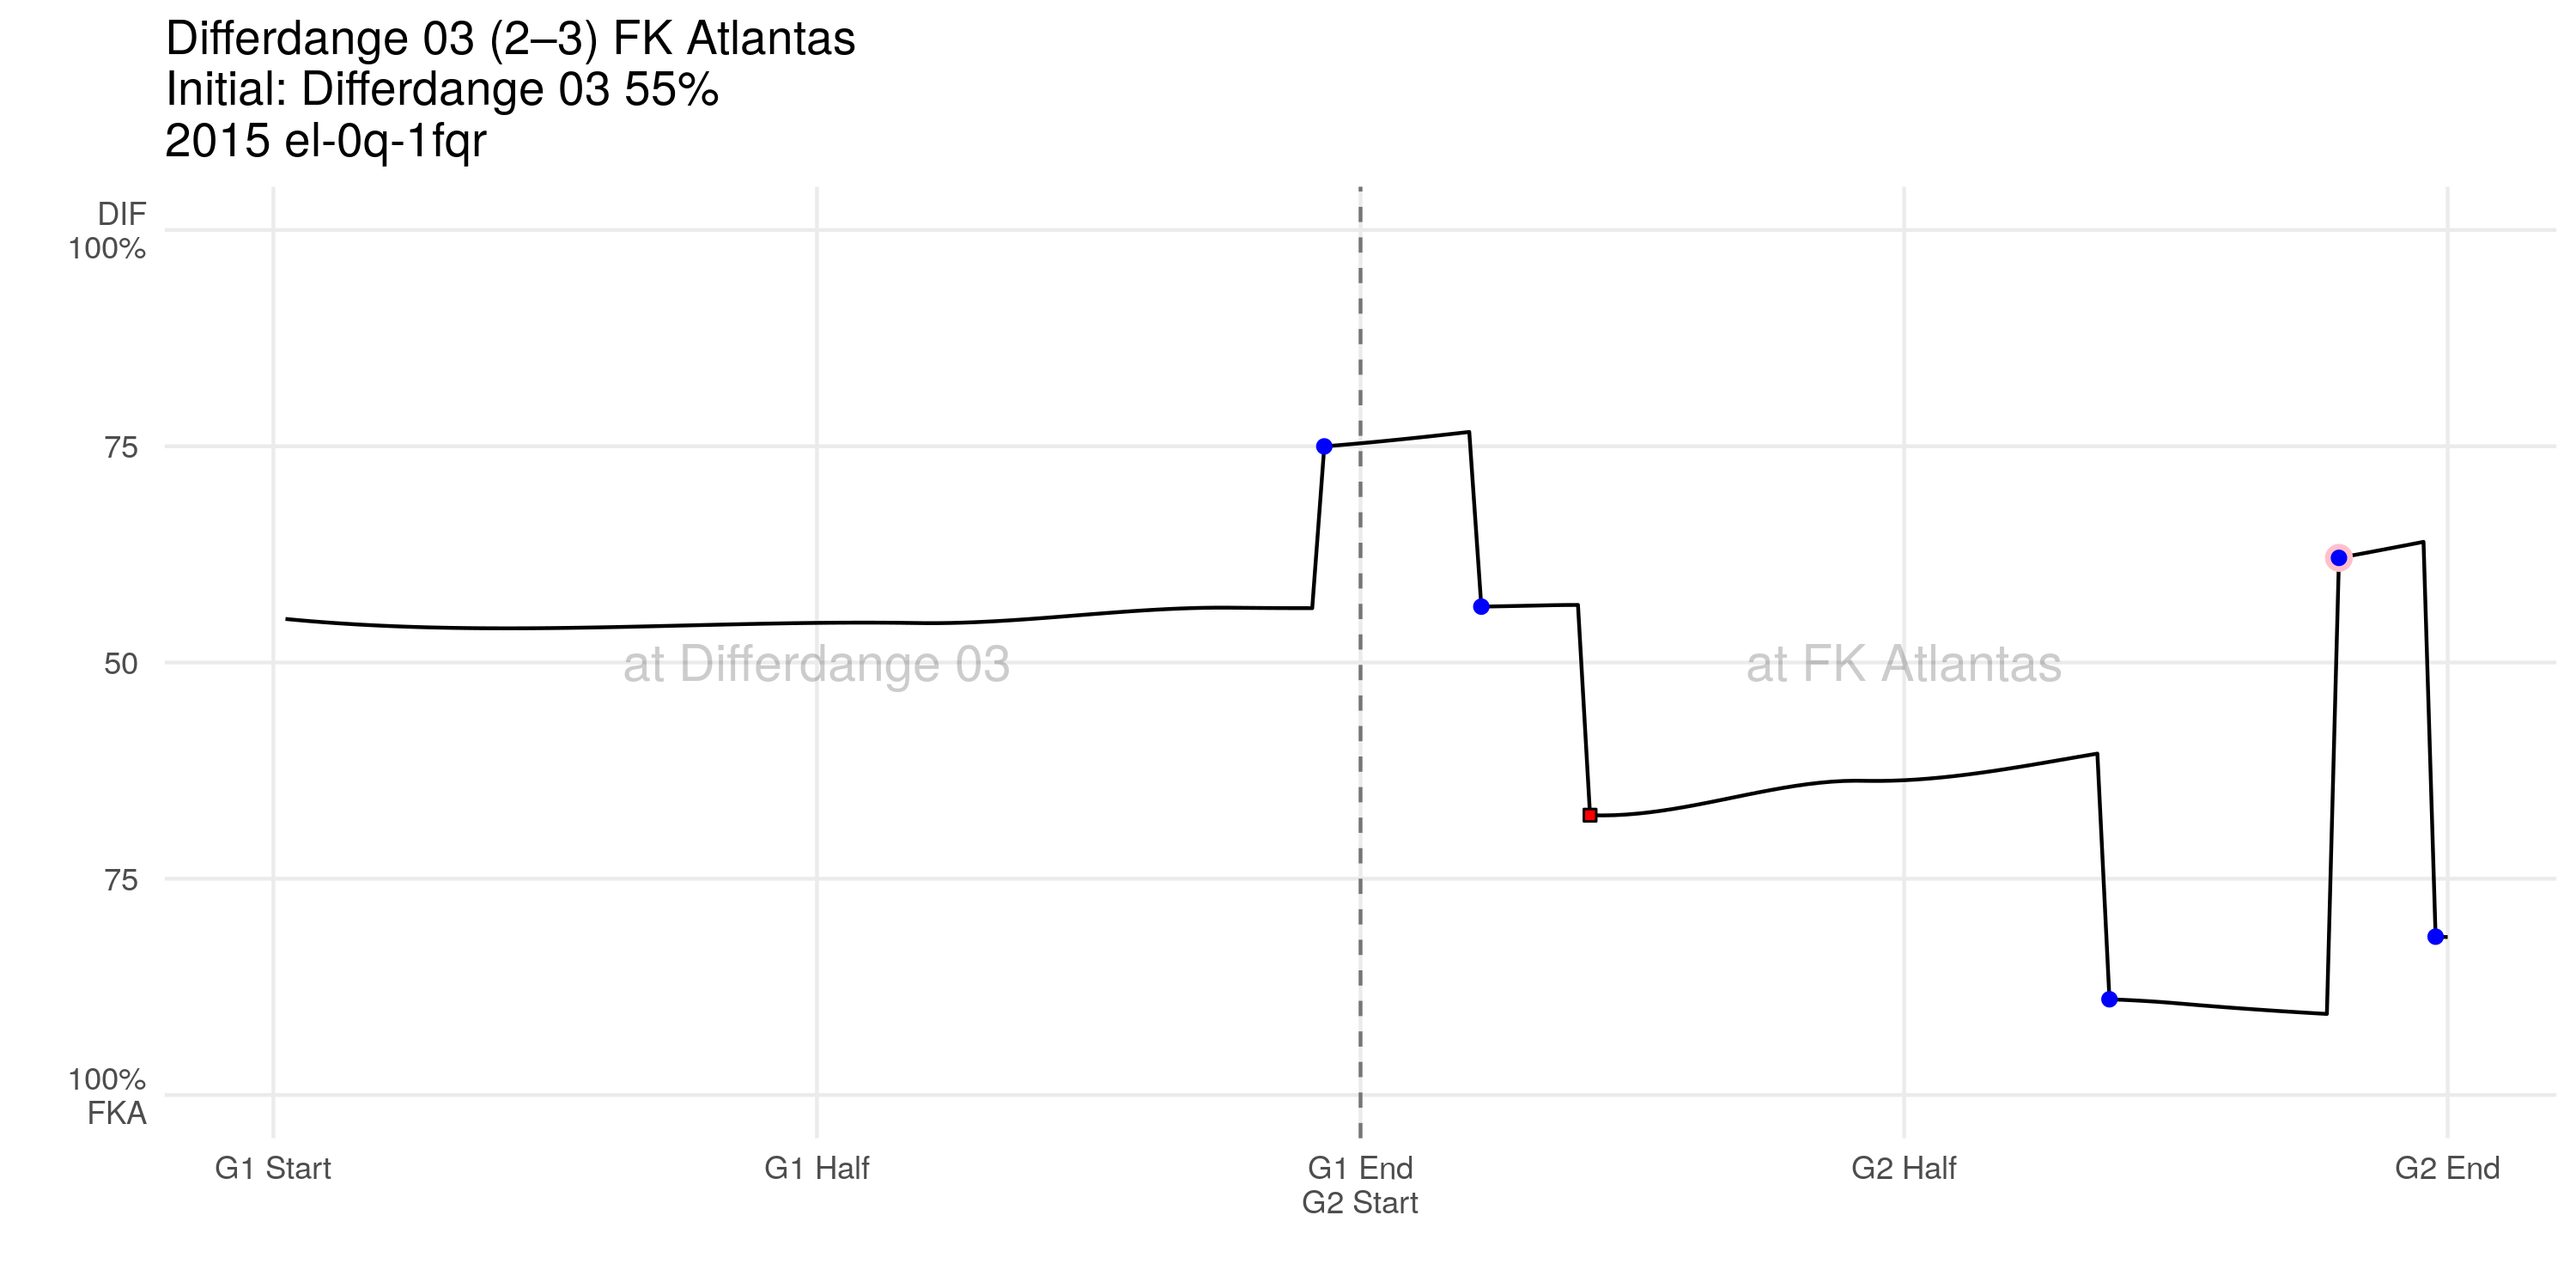 Differdange 03 (2–3) FK Atlantas
Initial: Differdange 03 55%
2015 el-0q-1fqr
DIF
100%
75
50
75
100%
FKA
at Differdange 03
at FK Atlantas
G1 Start
G1 Half
G1 End
G2 Start
G2 Half
G2 End